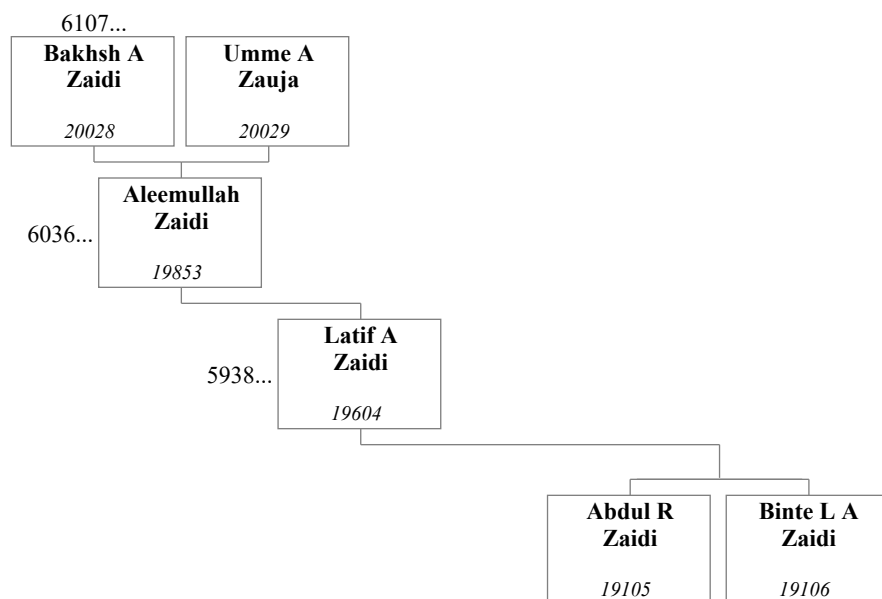 6107...
Bakhsh A
Zaidi
20028
Umme A
Zauja
20029
Aleemullah
Zaidi
6036...
19853
Latif A
Zaidi
5938...
19604
Abdul R
Zaidi
19105
Binte L A
Zaidi
19106